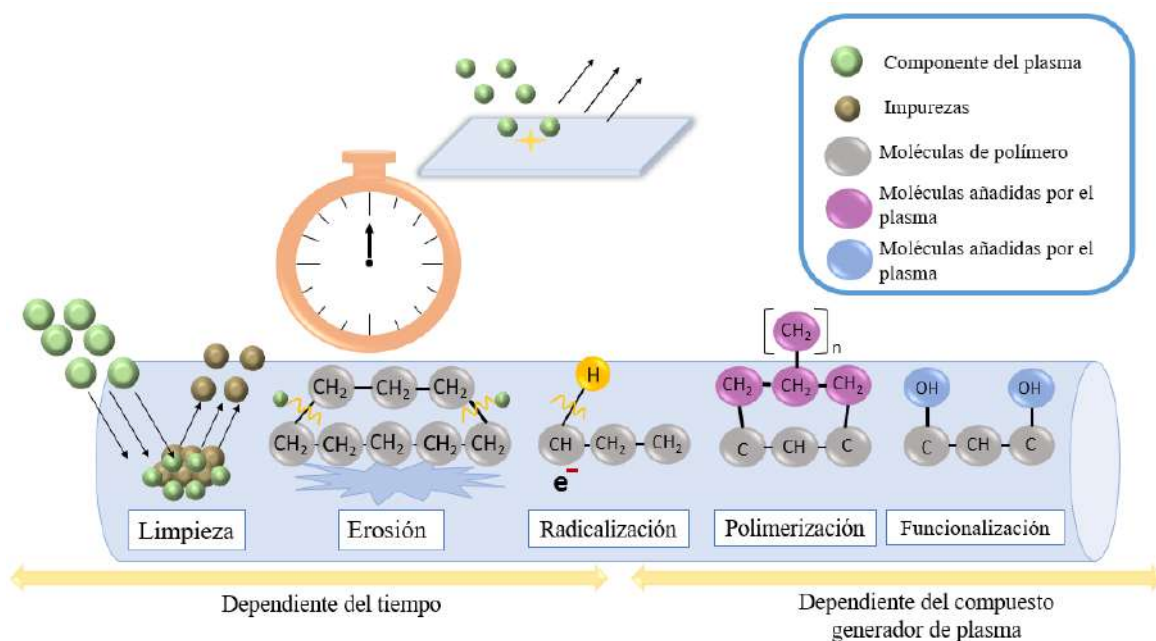 Componente del plasma
Impurezas
Moléculas de polímero
Moléculas añadidas por el
plasma
Moléculas añadidas por el
plasma
CH₂
n
H
CH₂ CH₂ CH₂
CH₂ CH₂ CH₂
OH OH
CH₂ CH₂ CH₂ CH₂ CH₂
CH CH₂ CH₂
C CH C
C CH C
e⁻
Limpieza
Erosión
Radicalización
Polimerización
Funcionalización
Dependiente del tiempo
Dependiente del compuesto
generador de plasma